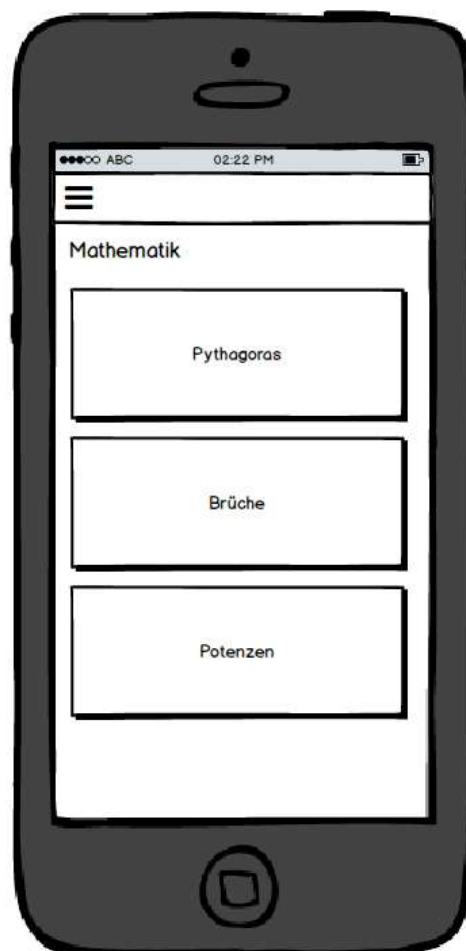 ABC 02:22 PM
Mathematik
Pythagoras
Brüche
Potenzen